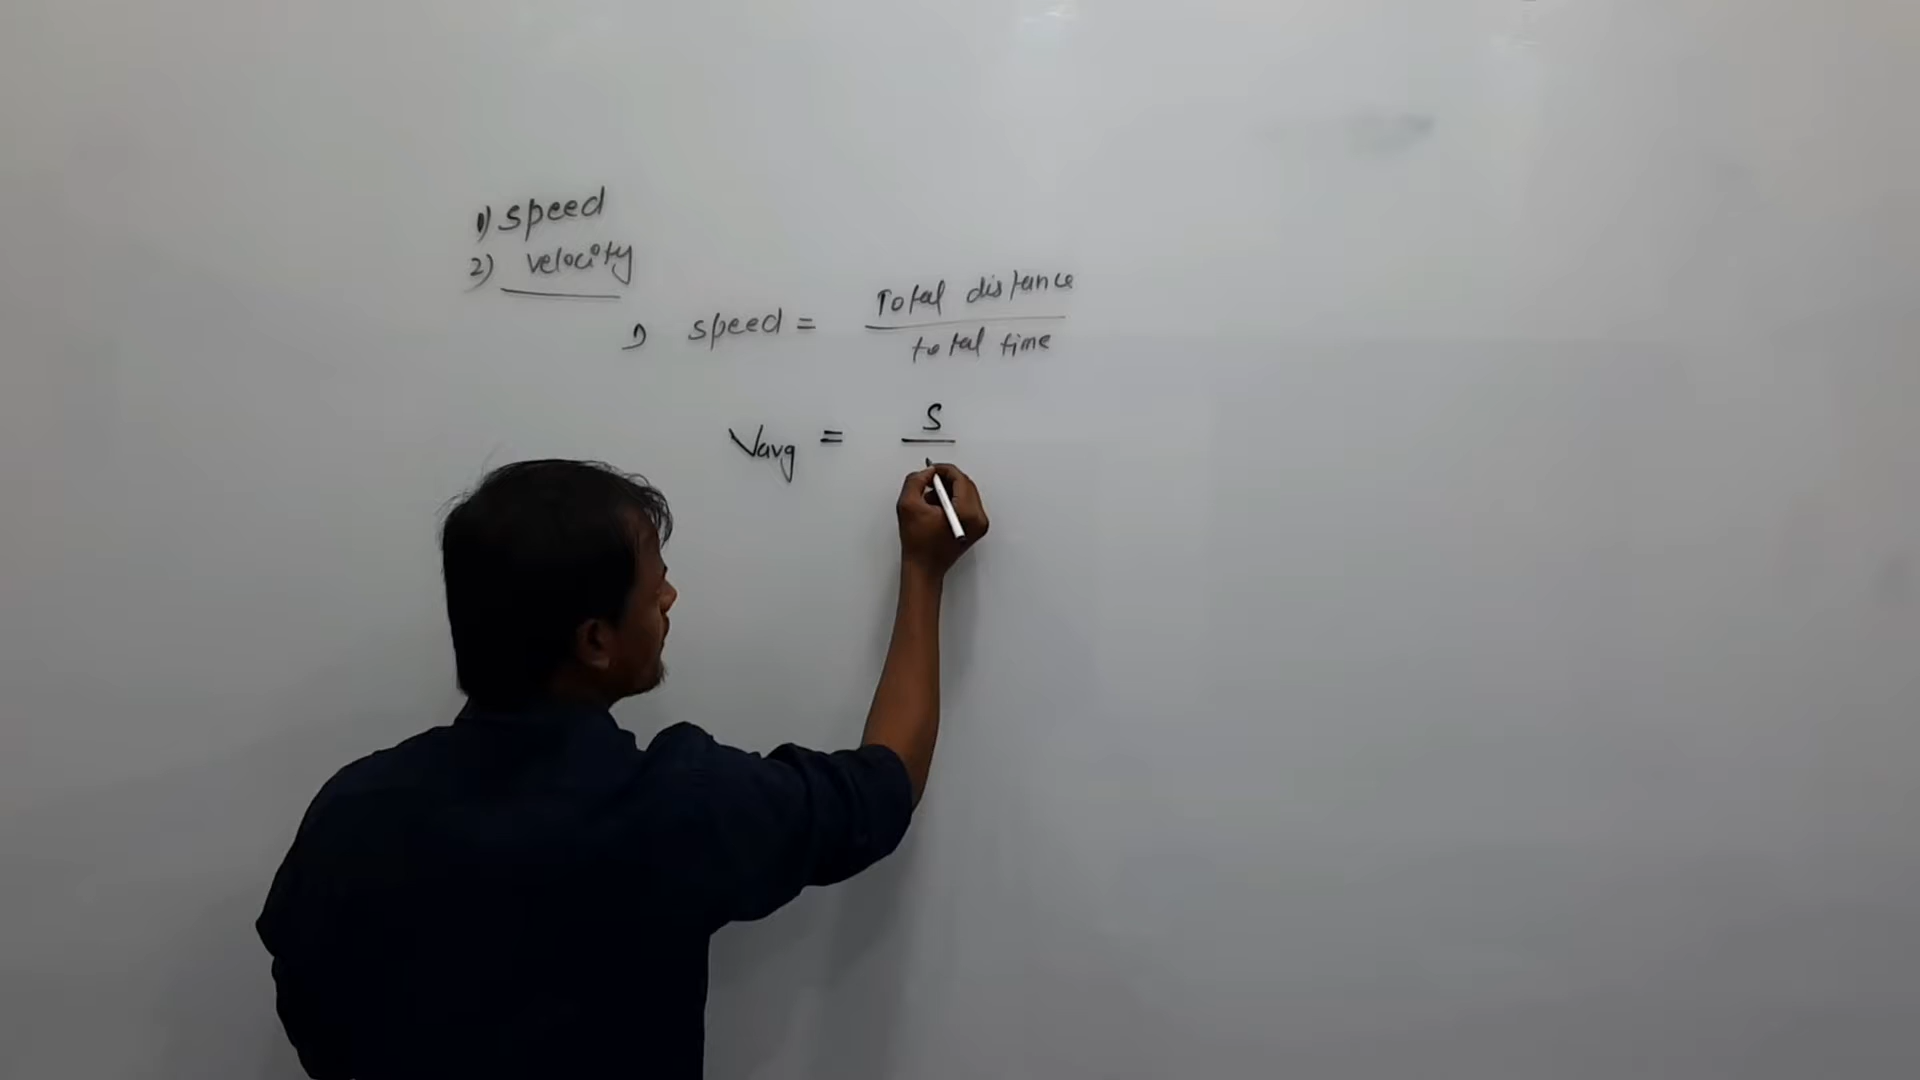 1) speed
2) velocity
1) speed = Total distance
total time
Vavg = S